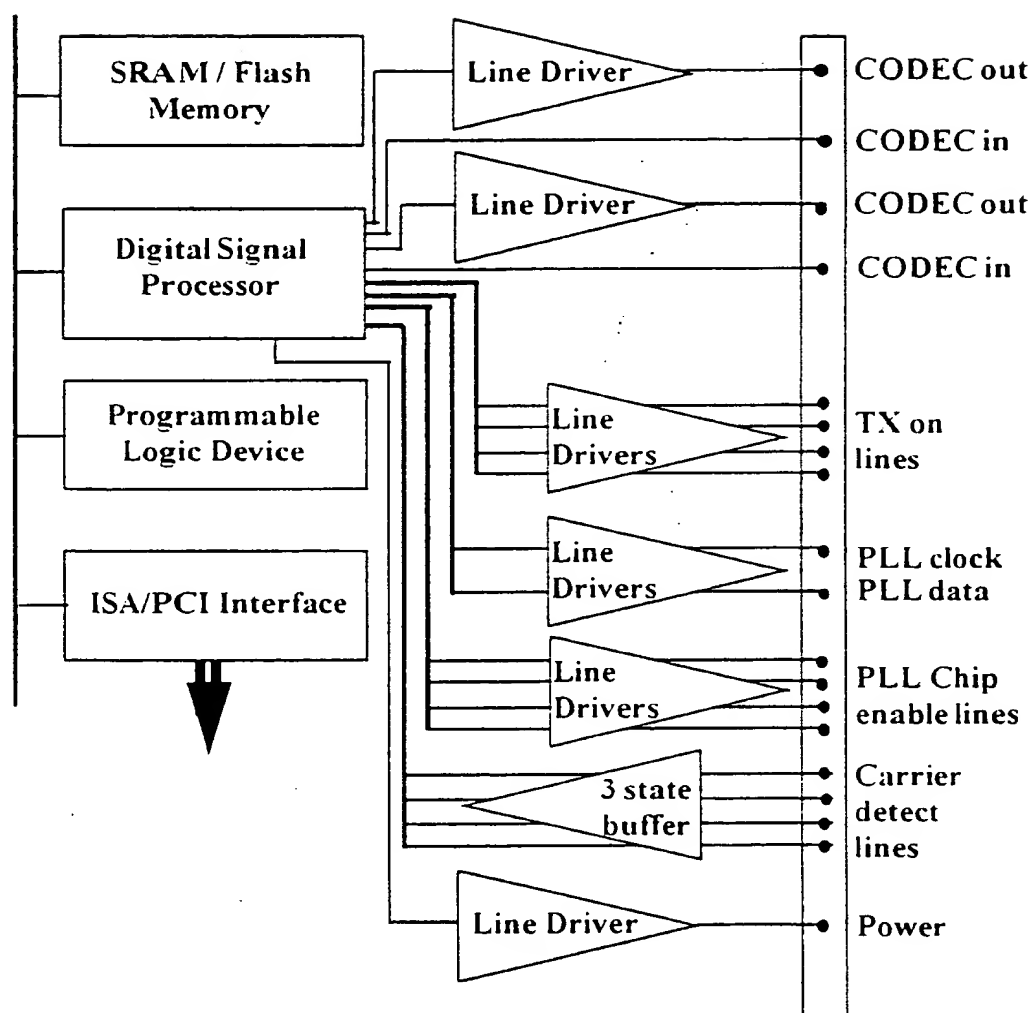 SRAM / Flash
Memory
Line Driver
CODEC out
CODEC in
Line Driver
CODEC out
Digital Signal
Processor
CODEC in
Programmable
Logic Device
Line
Drivers
TX on
lines
ISA/PCI Interface
Line
Drivers
PLL clock
PLL data
Line
Drivers
PLL Chip
enable lines
3 state
buffer
Carrier
detect
lines
Line Driver
Power